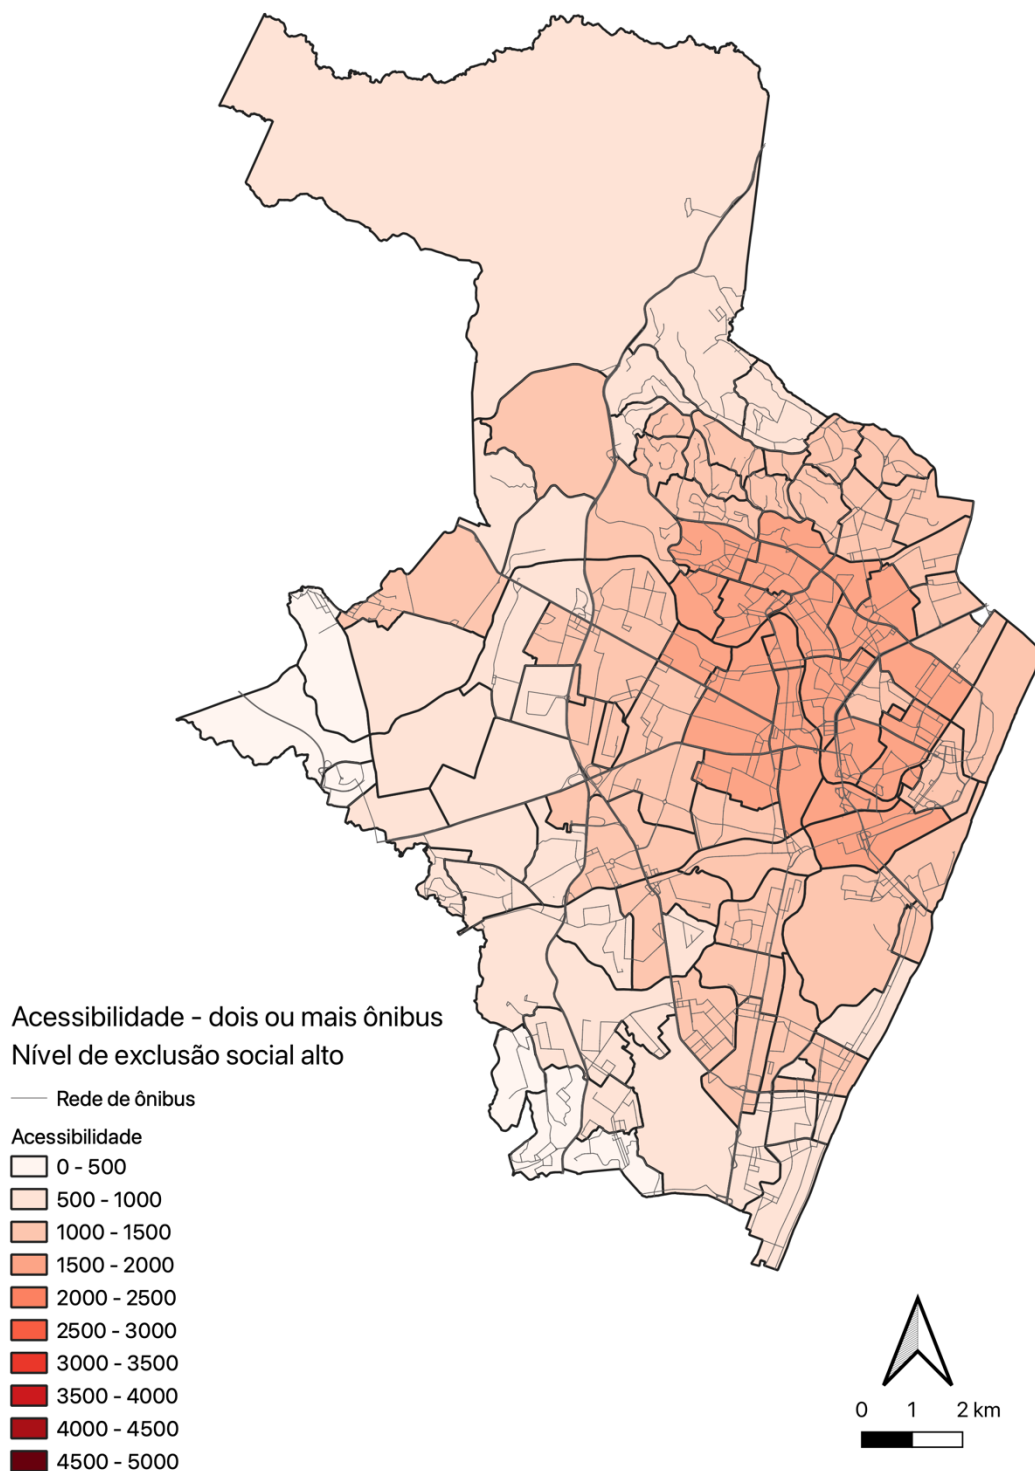 Acessibilidade - dois ou mais ônibus
Nível de exclusão social alto
Rede de ônibus
Acessibilidade
0 - 500
500 - 1000
1000 - 1500
1500 - 2000
2000 - 2500
2500 - 3000
3000 - 3500
3500 - 4000
4000 - 4500
4500 - 5000
0 1 2 km